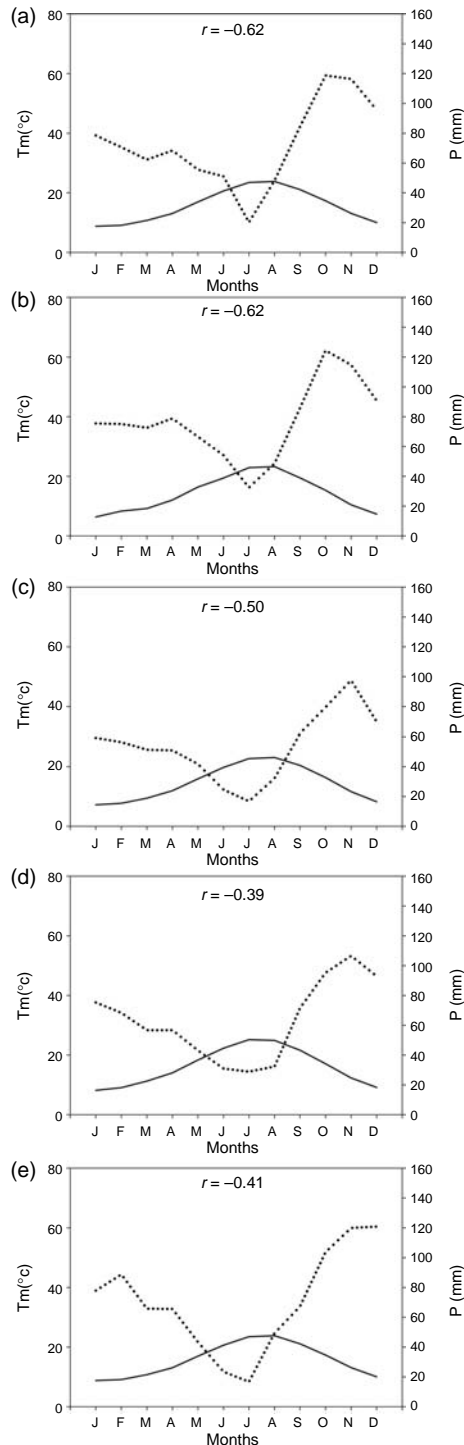 (a)
r = –0.62
Tm(°c)
P (mm)
80
60
40
20
0
160
140
120
100
80
60
40
20
0
J F M A M J J A S O N D
Months
(b)
r = –0.62
Tm(°c)
P (mm)
80
60
40
20
0
160
140
120
100
80
60
40
20
0
J F M A M J J A S O N D
Months
(c)
r = –0.50
Tm(°c)
P (mm)
80
60
40
20
0
160
140
120
100
80
60
40
20
0
J F M A M J J A S O N D
Months
(d)
r = –0.39
Tm(°c)
P (mm)
80
60
40
20
0
160
140
120
100
80
60
40
20
0
J F M A M J J A S O N D
Months
(e)
r = –0.41
Tm(°c)
P (mm)
80
60
40
20
0
160
140
120
100
80
60
40
20
0
J F M A M J J A S O N D
Months